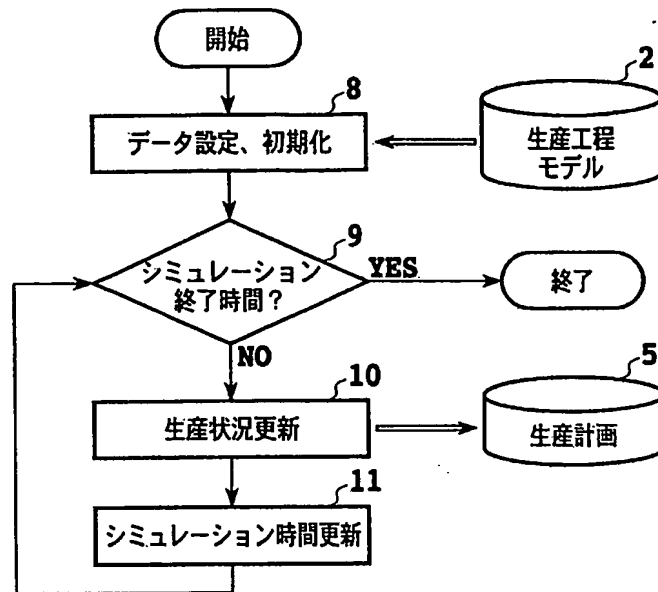 開始
8
データ設定、初期化
2
生産工程
モデル
9
シミュレーション
終了時間？
YES
終了
NO
10
生産状況更新
5
生産計画
11
シミュレーション時間更新